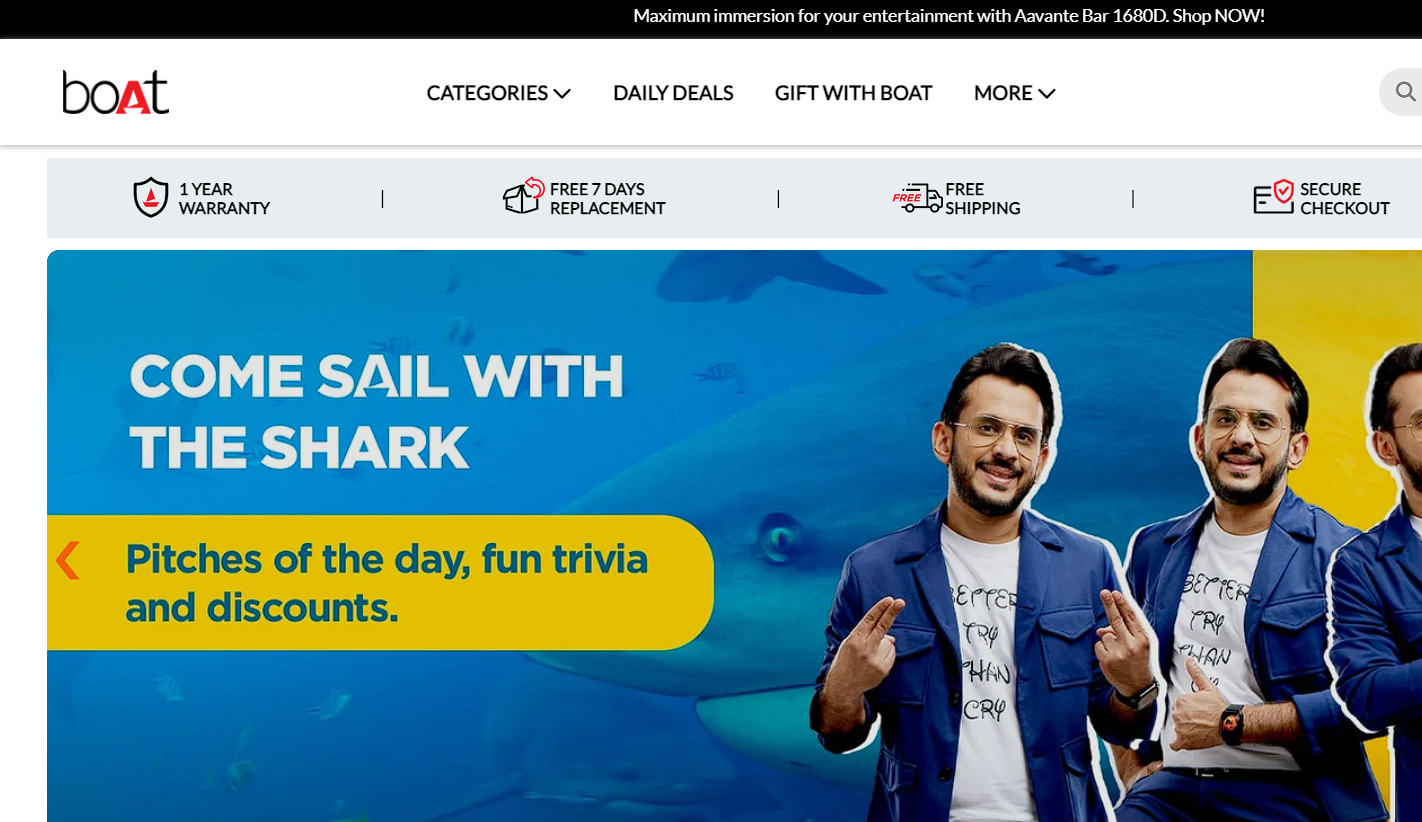 Maximum immersion for your entertainment with Aavante Bar 1680D. Shop NOW!
boAt
CATEGORIES
DAILY DEALS
GIFT WITH BOAT
MORE
1 YEAR
WARRANTY
FREE 7 DAYS
REPLACEMENT
FREE
FREE
SHIPPING
SECURE
CHECKOUT
COME SAIL WITH
THE SHARK
Pitches of the day, fun trivia
and discounts.
BETTER
TRY
THAN
CRY
BETTER
TRY
THAN